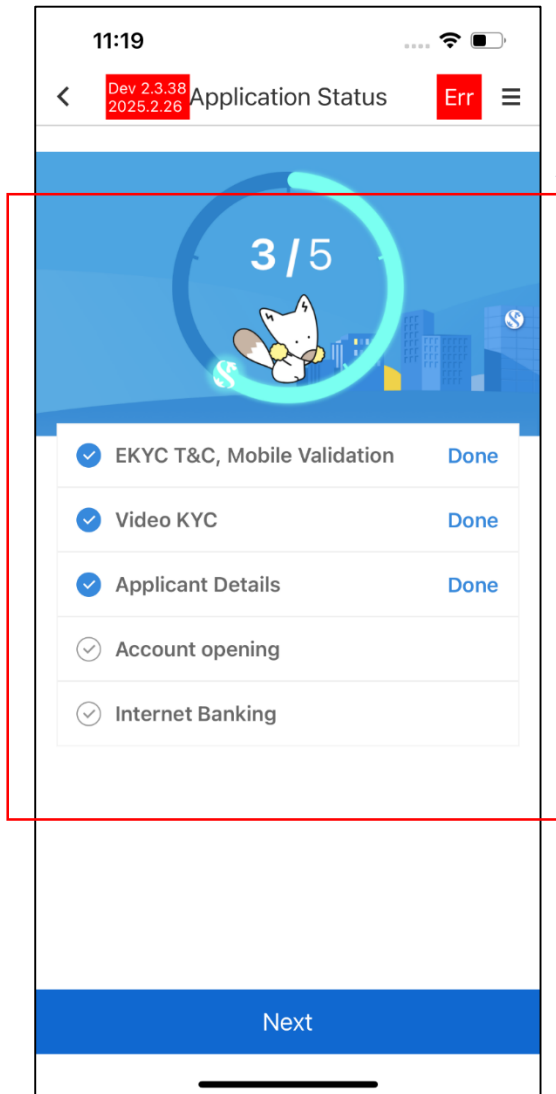 11:19
Dev 2.3.38
2025.2.26
Application Status
Err
3/5
EKYC T&C, Mobile Validation
Done
Video KYC
Done
Applicant Details
Done
Account opening
Internet Banking
Next